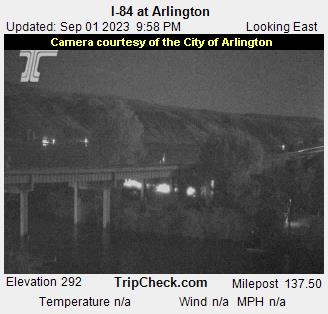 I-84 at Arlington
Updated: Sep 01 2023 9:58 PM Looking East
Camera courtesy of the City of Arlington
Elevation 292 TripCheck.com Milepost 137.50
Temperature n/a Wind n/a MPH n/a